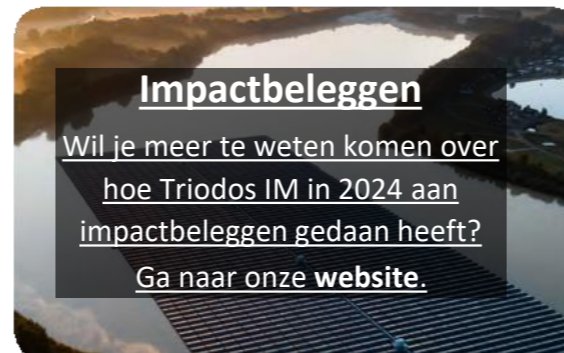 Impactbeleggen
Wil je meer te weten komen over
hoe Triodos IM in 2024 aan
impactbeleggen gedaan heeft?
Ga naar onze website.